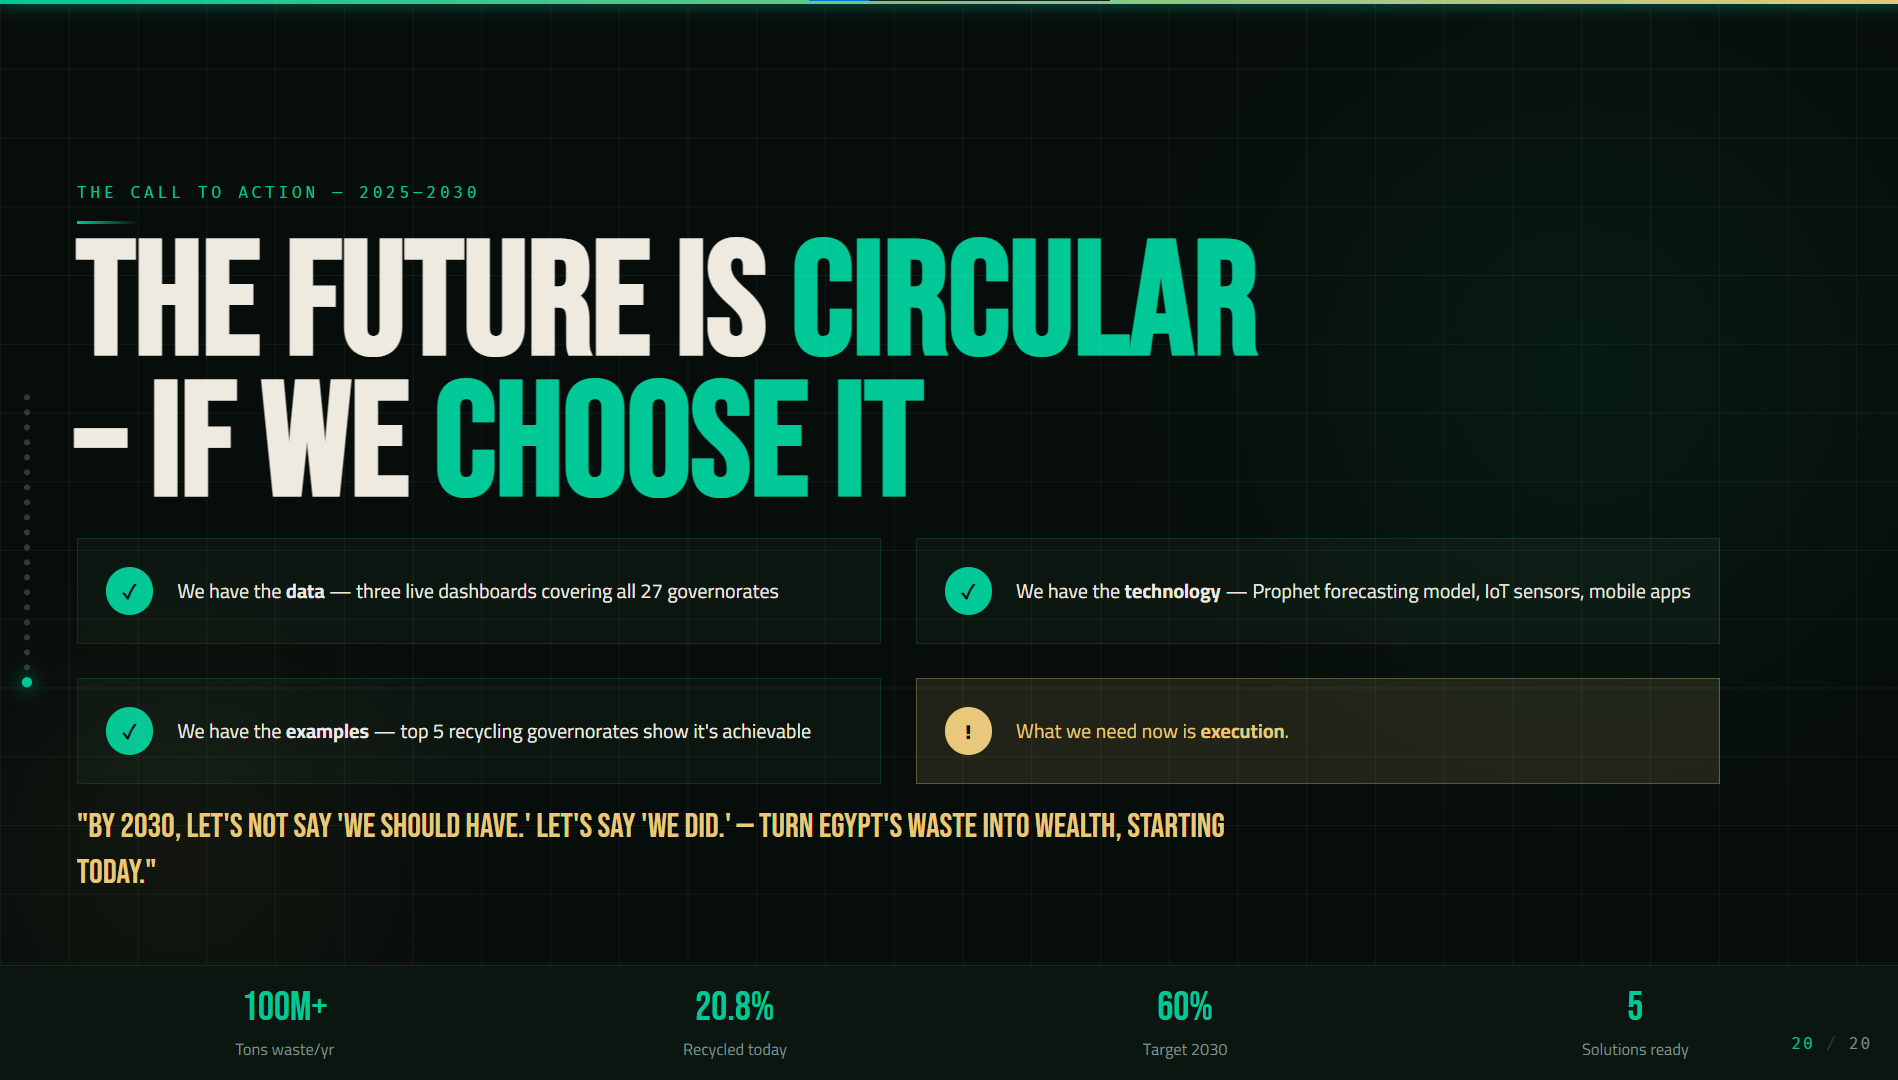 THE CALL TO ACTION — 2025–2030
THE FUTURE IS CIRCULAR
– IF WE CHOOSE IT
✓ We have the data — three live dashboards covering all 27 governorates
✓ We have the technology — Prophet forecasting model, IoT sensors, mobile apps
✓ We have the examples — top 5 recycling governorates show it's achievable
! What we need now is execution.
"BY 2030, LET'S NOT SAY 'WE SHOULD HAVE.' LET'S SAY 'WE DID.' – TURN EGYPT'S WASTE INTO WEALTH, STARTING
TODAY."
100M+
Tons waste/yr
20.8%
Recycled today
60%
Target 2030
5
Solutions ready
20 / 20